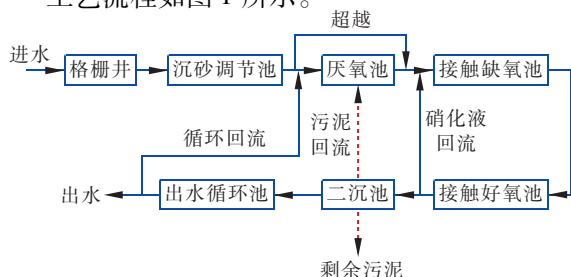 工艺流程如图1所示。
超越
进水
格栅井
沉砂调节池
厌氧池
接触缺氧池
循环回流
污泥
回流
硝化液
回流
出水
出水循环池
二沉池
接触好氧池
剩余污泥